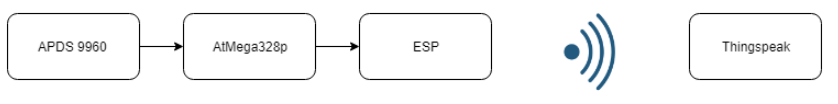 APDS 9960
AtMega328p
ESP
Thingspeak